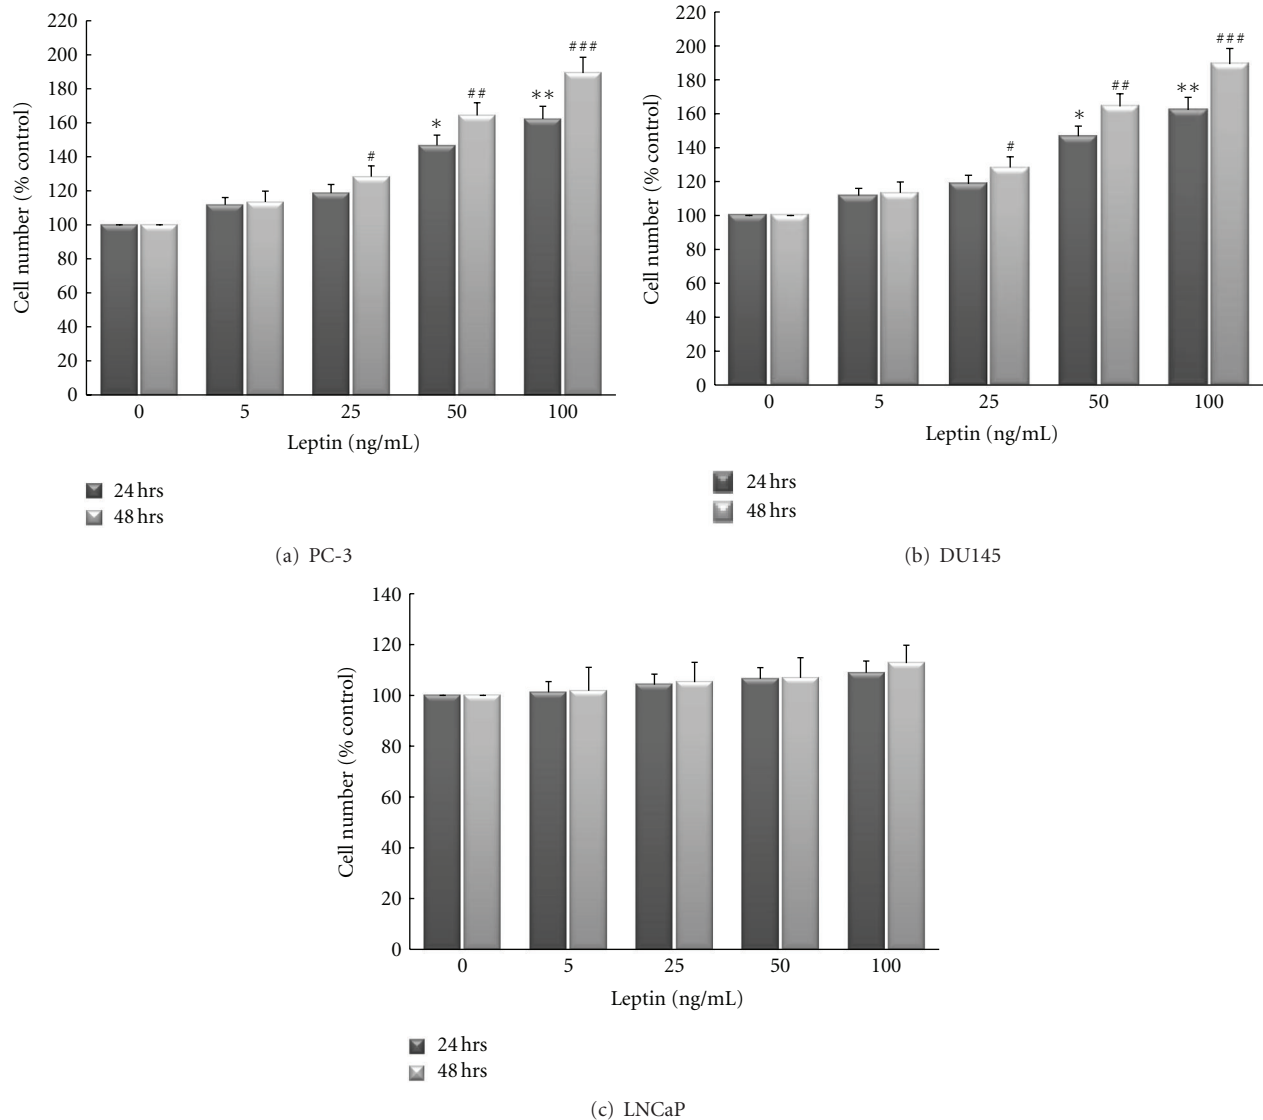 220
200
180
160
140
120
100
80
60
40
20
0
Cell number (% control)
#
*
##
**
###
0 5 25 50 100
Leptin (ng/mL)
24 hrs
48 hrs
(a) PC-3
220
200
180
160
140
120
100
80
60
40
20
0
Cell number (% control)
#
*
##
**
###
0 5 25 50 100
Leptin (ng/mL)
24 hrs
48 hrs
(b) DU145
140
120
100
80
60
40
20
0
Cell number (% control)
0 5 25 50 100
Leptin (ng/mL)
24 hrs
48 hrs
(c) LNCaP